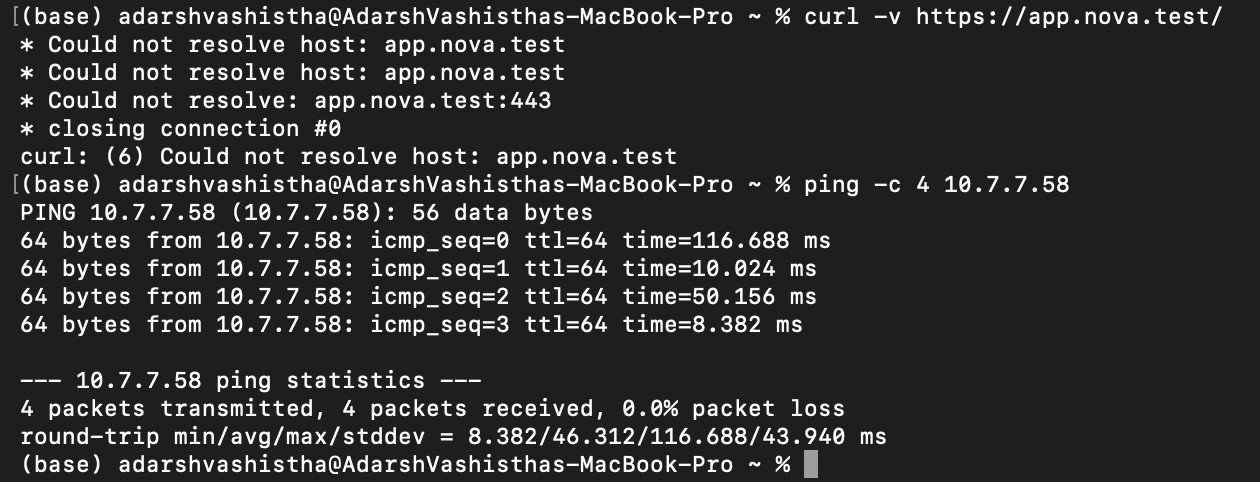 [(base) adarshvashistha@AdarshVashisthas-MacBook-Pro ~ % curl -v https://app.nova.test/
* Could not resolve host: app.nova.test
* Could not resolve host: app.nova.test
* Could not resolve: app.nova.test:443
* closing connection #0
curl: (6) Could not resolve host: app.nova.test
[(base) adarshvashistha@AdarshVashisthas-MacBook-Pro ~ % ping -c 4 10.7.7.58
PING 10.7.7.58 (10.7.7.58): 56 data bytes
64 bytes from 10.7.7.58: icmp_seq=0 ttl=64 time=116.688 ms
64 bytes from 10.7.7.58: icmp_seq=1 ttl=64 time=10.024 ms
64 bytes from 10.7.7.58: icmp_seq=2 ttl=64 time=50.156 ms
64 bytes from 10.7.7.58: icmp_seq=3 ttl=64 time=8.382 ms

--- 10.7.7.58 ping statistics ---
4 packets transmitted, 4 packets received, 0.0% packet loss
round-trip min/avg/max/stddev = 8.382/46.312/116.688/43.940 ms
(base) adarshvashistha@AdarshVashisthas-MacBook-Pro ~ %